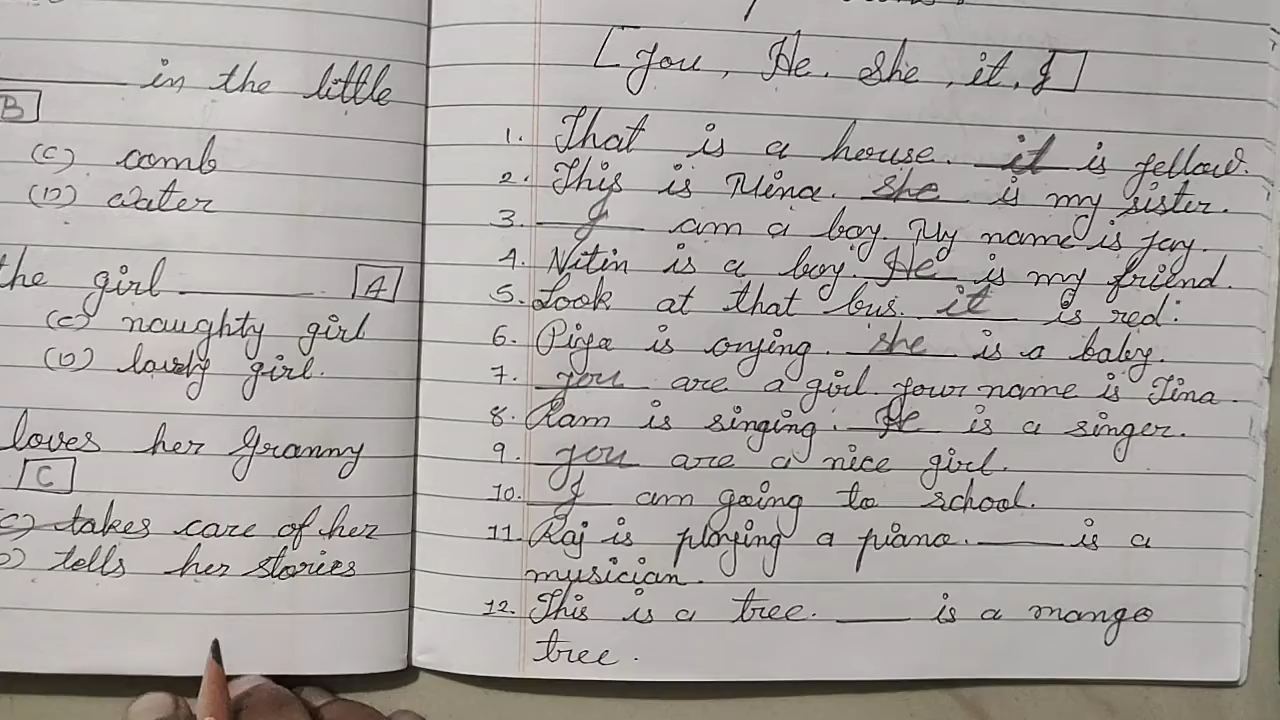 _______ in the little
B
(C) comb
(D) water
the girl _______ A
(C) naughty girl
(D) lovely girl.
loves her Granny
C
(C) takes care of her
(D) tells her stories
[you, He, she, it, I]
1. That is a house. it is yellow.
2. This is Mina. she is my sister.
3. I am a boy. My name is Jay.
4. Nitin is a boy. He is my friend.
5. Look at that bus. it is red.
6. Piya is crying. she is a baby.
7. you are a girl. your name is Tina.
8. Ram is singing. He is a singer.
9. you are a nice girl.
10. I am going to school.
11. Raj is playing a piano. _____ is a
musician.
12. This is a tree. ____ is a mango
tree.